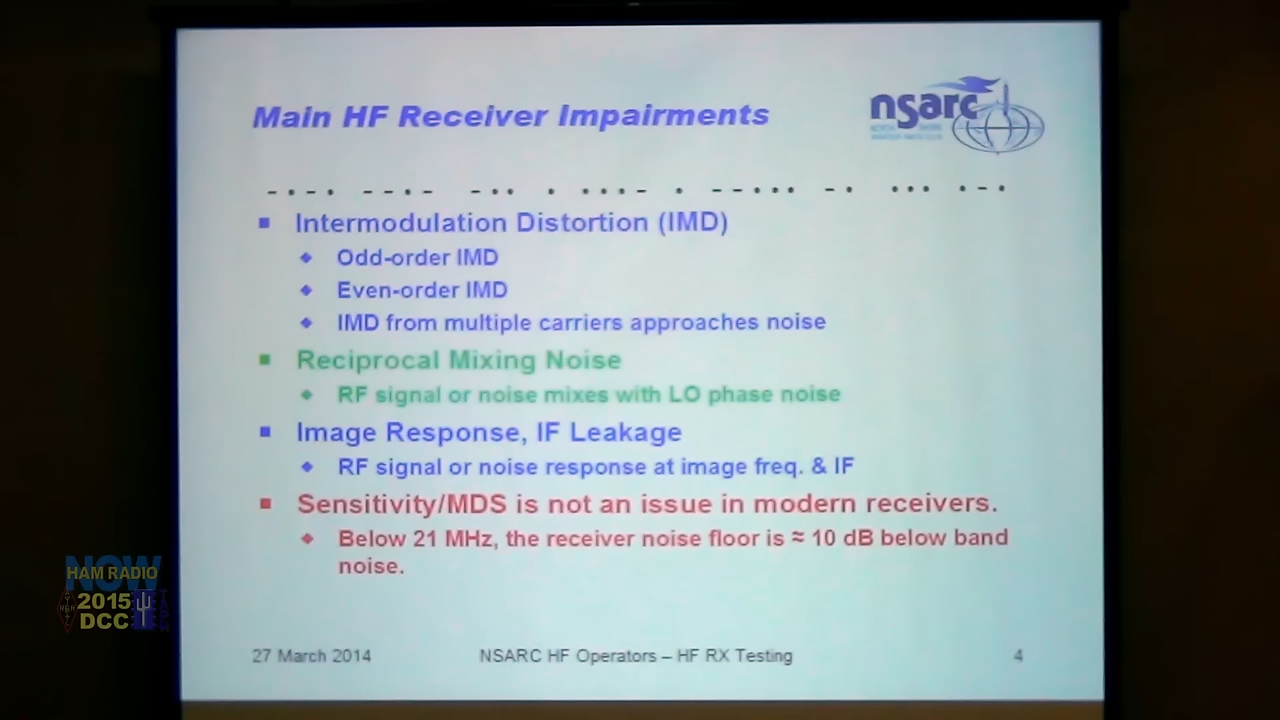 Main HF Receiver Impairments
nsarc
Intermodulation Distortion (IMD)
Odd-order IMD
Even-order IMD
IMD from multiple carriers approaches noise
Reciprocal Mixing Noise
RF signal or noise mixes with LO phase noise
Image Response, IF Leakage
RF signal or noise response at image freq. & IF
Sensitivity/MDS is not an issue in modern receivers.
Below 21 MHz, the receiver noise floor is ≈ 10 dB below band
noise.
27 March 2014
NSARC HF Operators – HF RX Testing
4
NOW
HAM RADIO
2015
DCC